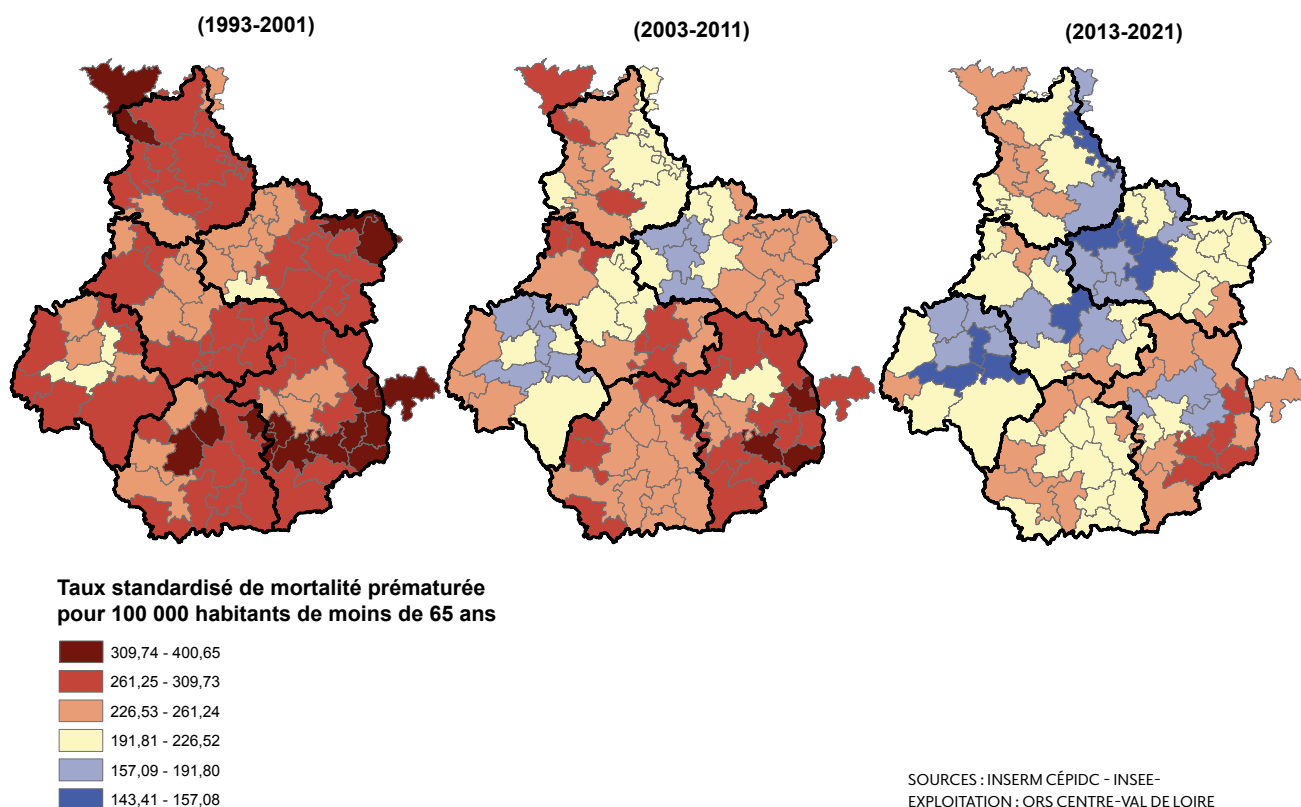 (1993-2001)
(2003-2011)
(2013-2021)
Taux standardisé de mortalité prématurée
pour 100 000 habitants de moins de 65 ans
309,74 - 400,65
261,25 - 309,73
226,53 - 261,24
191,81 - 226,52
157,09 - 191,80
143,41 - 157,08
SOURCES : INSERM CÉPIDC - INSEE-
EXPLOITATION : ORS CENTRE-VAL DE LOIRE